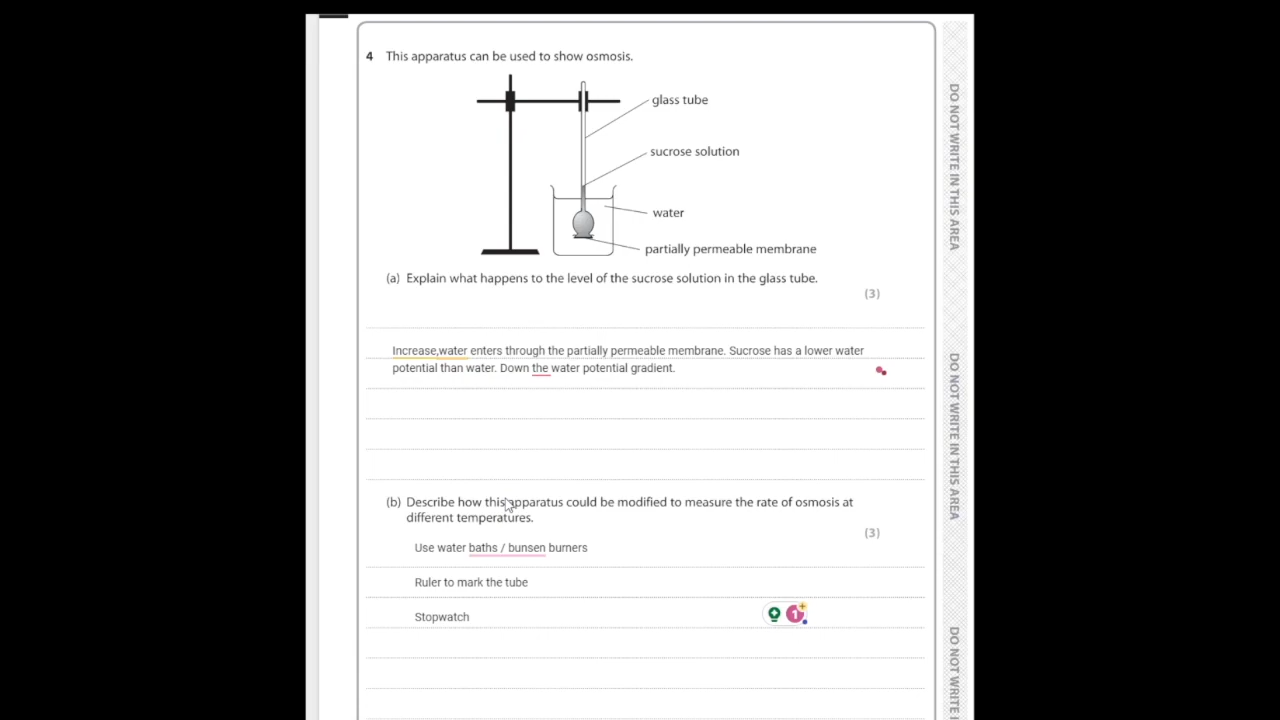 4 This apparatus can be used to show osmosis.
glass tube
sucrose solution
water
partially permeable membrane
(a) Explain what happens to the level of the sucrose solution in the glass tube.
(3)
Increase,water enters through the partially permeable membrane. Sucrose has a lower water
potential than water. Down the water potential gradient.
(b) Describe how this apparatus could be modified to measure the rate of osmosis at
different temperatures.
(3)
Use water baths / bunsen burners
Ruler to mark the tube
Stopwatch
1
DO NOT WRITE IN THIS AREA
DO NOT WRITE IN THIS AREA
DO NOT WRITE